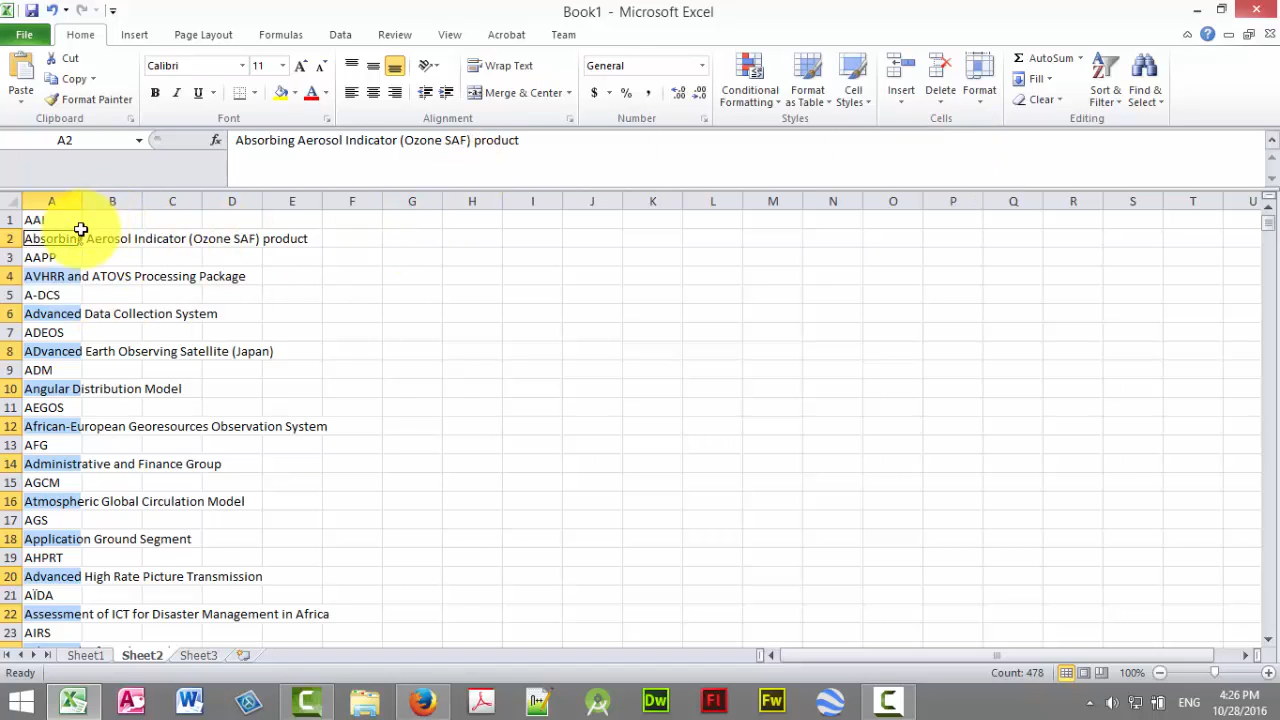 Book1 - Microsoft Excel
File Home Insert Page Layout Formulas Data Review View Acrobat Team
Paste
Cut
Copy
Format Painter
Clipboard
Calibri 11
B I U
A
Font
Wrap Text
Merge & Center
Alignment
General
$ % ,
Number
Conditional Formatting
Format as Table
Cell Styles
Styles
Insert
Delete
Format
Cells
Σ AutoSum
Fill
Clear
Sort & Filter
Find & Select
Editing
A2 fx Absorbing Aerosol Indicator (Ozone SAF) product
A B C D E F G H I J K L M N O P Q R S T U
1 AAI
2 Absorbing Aerosol Indicator (Ozone SAF) product
3 AAPP
4 AVHRR and ATOVS Processing Package
5 A-DCS
6 Advanced Data Collection System
7 ADEOS
8 ADvanced Earth Observing Satellite (Japan)
9 ADM
10 Angular Distribution Model
11 AEGOS
12 African-European Georesources Observation System
13 AFG
14 Administrative and Finance Group
15 AGCM
16 Atmospheric Global Circulation Model
17 AGS
18 Application Ground Segment
19 AHPRT
20 Advanced High Rate Picture Transmission
21 AÏDA
22 Assessment of ICT for Disaster Management in Africa
23 AIRS
Sheet1 Sheet2 Sheet3
Ready Count: 478 100%
Dw Fl Fw
ENG 4:26 PM
10/28/2016